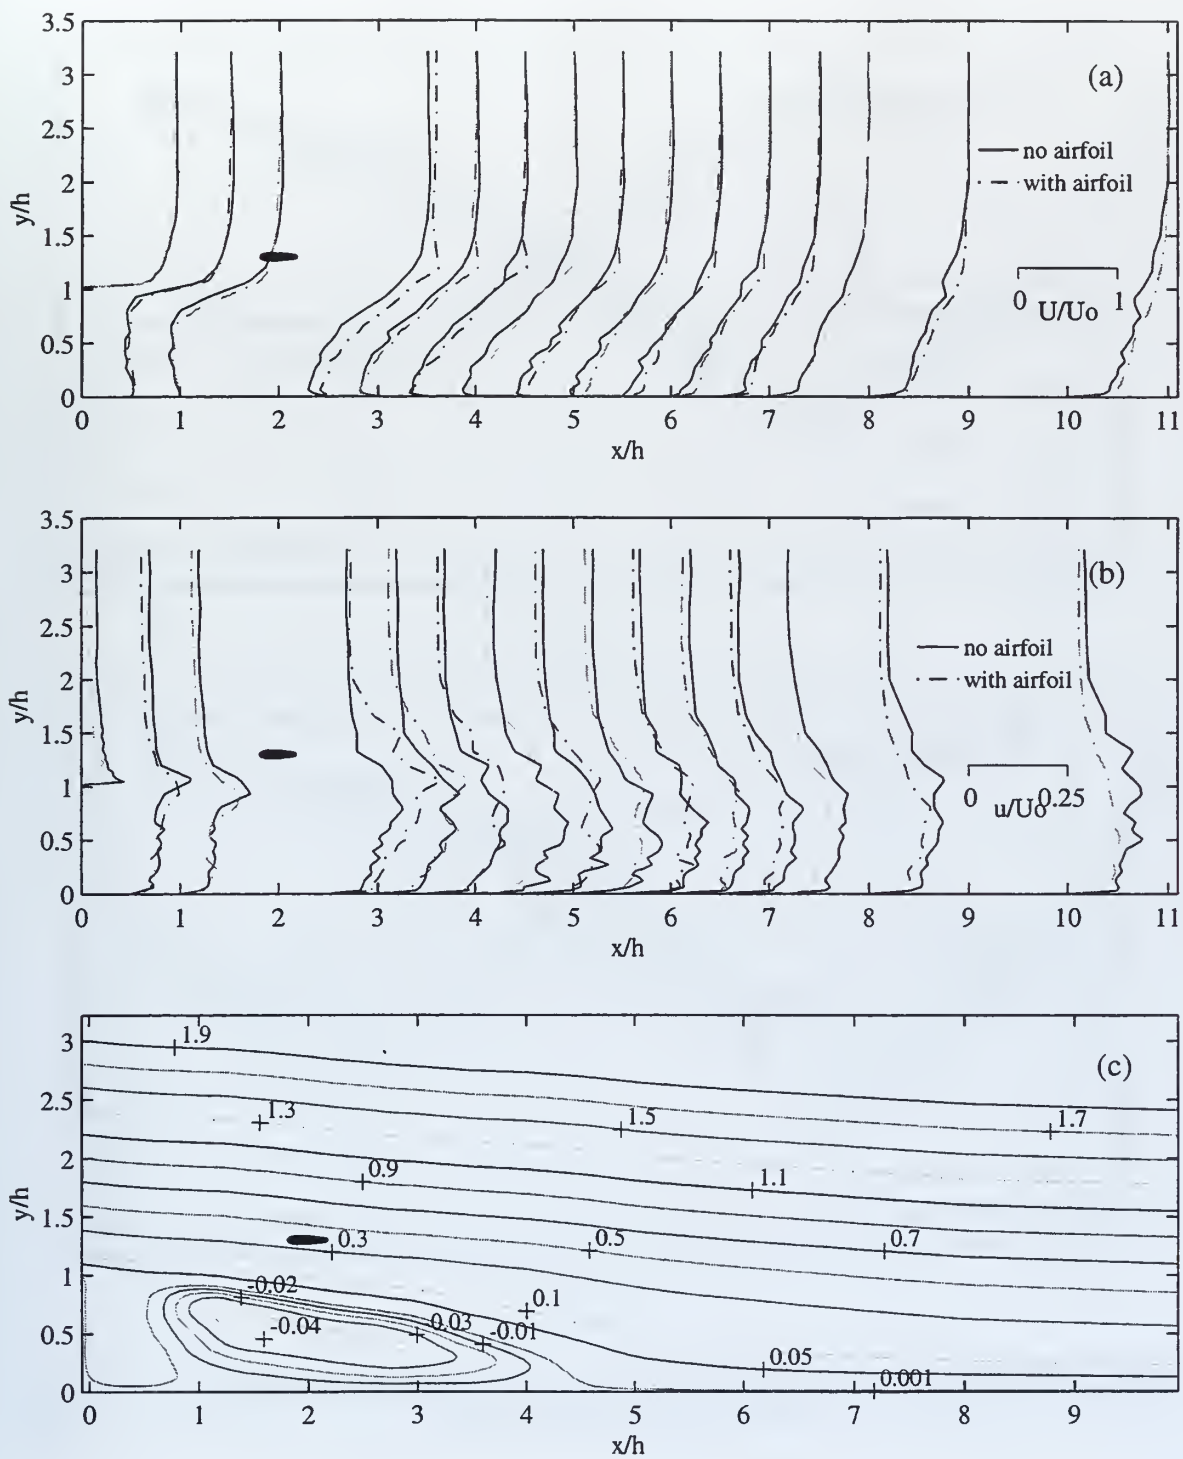 3.5
3
2.5
2
1.5
1
0.5
0
y/h
(a)
no airfoil
with airfoil
0 U/Uo 1
0 1 2 3 4 5 6 7 8 9 10 11
x/h
3.5
3
2.5
2
1.5
1
0.5
0
y/h
(b)
no airfoil
with airfoil
0 u/Uo 0.25
0 1 2 3 4 5 6 7 8 9 10 11
x/h
3
2.5
2
1.5
1
0.5
0
y/h
(c)
1.9
1.3 1.5 1.7
0.9 1.1
0.3 0.5 0.7
-0.02 0.1
-0.04 -0.03 -0.01
0.05
0.001
0 1 2 3 4 5 6 7 8 9
x/h